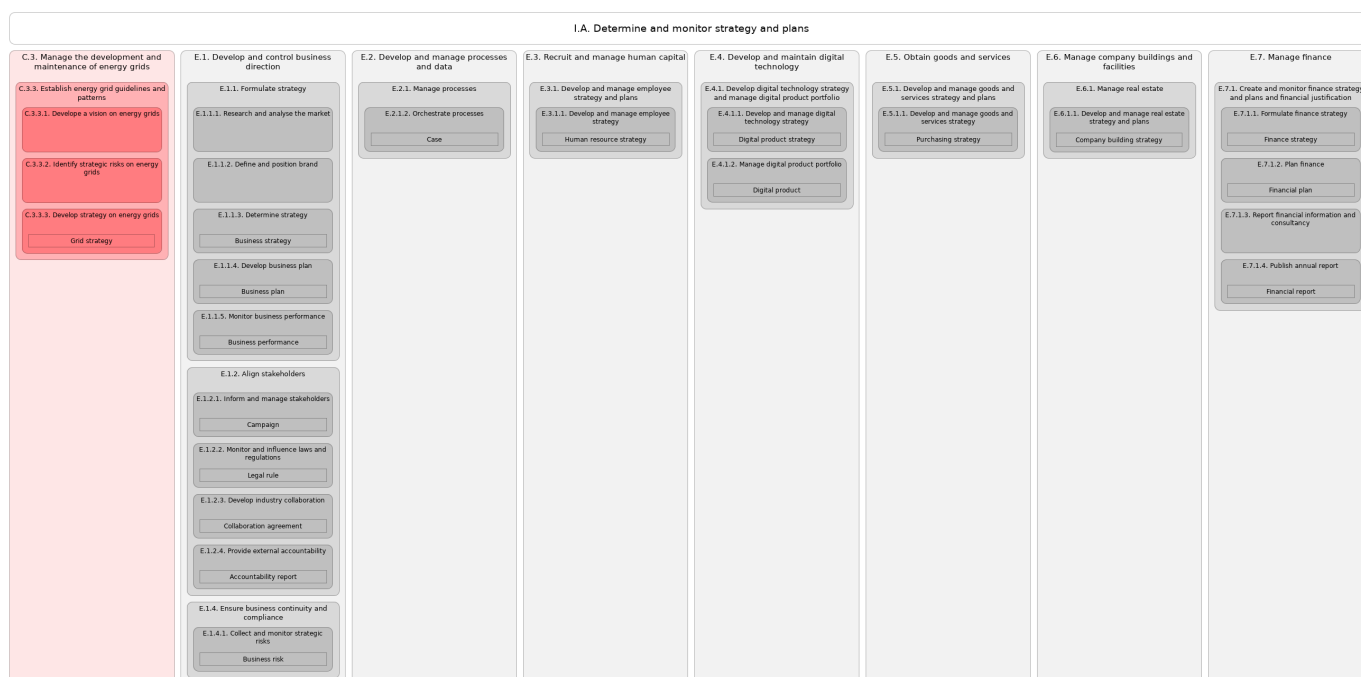 I.A. Determine and monitor strategy and plans
C.3. Manage the development and
maintenance of energy grids
C.3.3. Establish energy grid guidelines and
patterns
C.3.3.1. Develope a vision on energy grids
C.3.3.2. Identify strategic risks on energy
grids
C.3.3.3. Develop strategy on energy grids
Grid strategy
E.1. Develop and control business
direction
E.1.1. Formulate strategy
E.1.1.1. Research and analyse the market
E.1.1.2. Define and position brand
E.1.1.3. Determine strategy
Business strategy
E.1.1.4. Develop business plan
Business plan
E.1.1.5. Monitor business performance
Business performance
E.1.2. Align stakeholders
E.1.2.1. Inform and manage stakeholders
Campaign
E.1.2.2. Monitor and influence laws and
regulations
Legal rule
E.1.2.3. Develop industry collaboration
Collaboration agreement
E.1.2.4. Provide external accountability
Accountability report
E.1.4. Ensure business continuity and
compliance
E.1.4.1. Collect and monitor strategic
risks
Business risk
E.2. Develop and manage processes
and data
E.2.1. Manage processes
E.2.1.2. Orchestrate processes
Case
E.3. Recruit and manage human capital
E.3.1. Develop and manage employee
strategy and plans
E.3.1.1. Develop and manage employee
strategy
Human resource strategy
E.4. Develop and maintain digital
technology
E.4.1. Develop digital technology strategy
and manage digital product portfolio
E.4.1.1. Develop and manage digital
technology strategy
Digital product strategy
E.4.1.2. Manage digital product portfolio
Digital product
E.5. Obtain goods and services
E.5.1. Develop and manage goods and
services strategy and plans
E.5.1.1. Develop and manage goods and
services strategy
Purchasing strategy
E.6. Manage company buildings and
facilities
E.6.1. Manage real estate
E.6.1.1. Develop and manage real estate
strategy and plans
Company building strategy
E.7. Manage finance
E.7.1. Create and monitor finance strategy
and plans and financial justification
E.7.1.1. Formulate finance strategy
Finance strategy
E.7.1.2. Plan finance
Financial plan
E.7.1.3. Report financial information and
consultancy
E.7.1.4. Publish annual report
Financial report